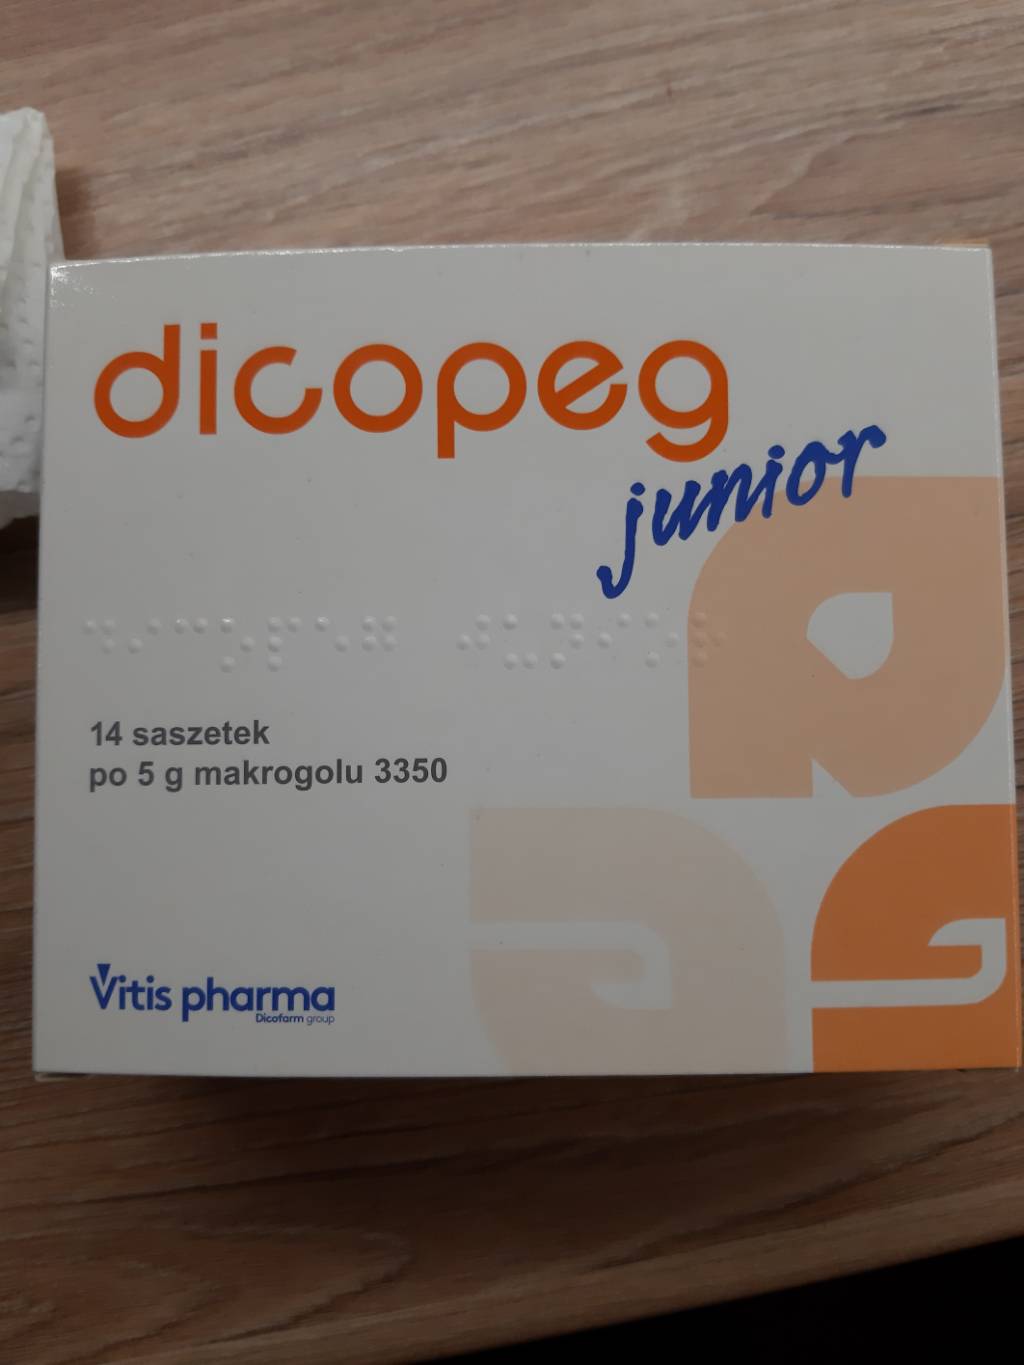 dicopeg
junior
14 saszetek
po 5 g makrogolu 3350
Vitis pharma
Dicofarm group